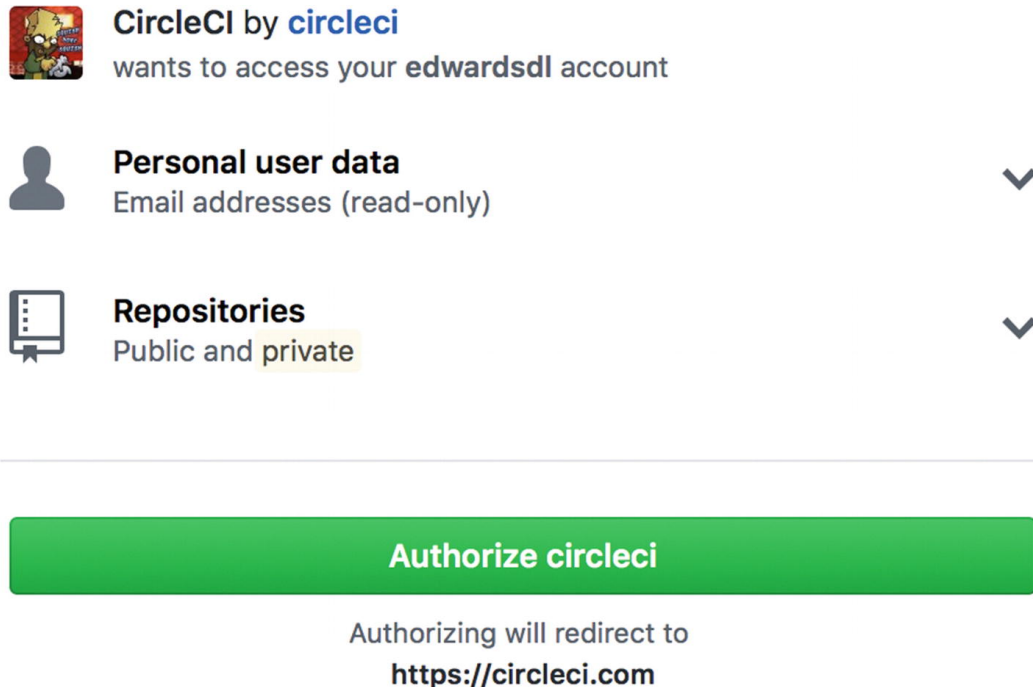 CircleCI by circleci
wants to access your edwardsdl account
Personal user data
Email addresses (read-only)
Repositories
Public and private
Authorize circleci
Authorizing will redirect to
https://circleci.com